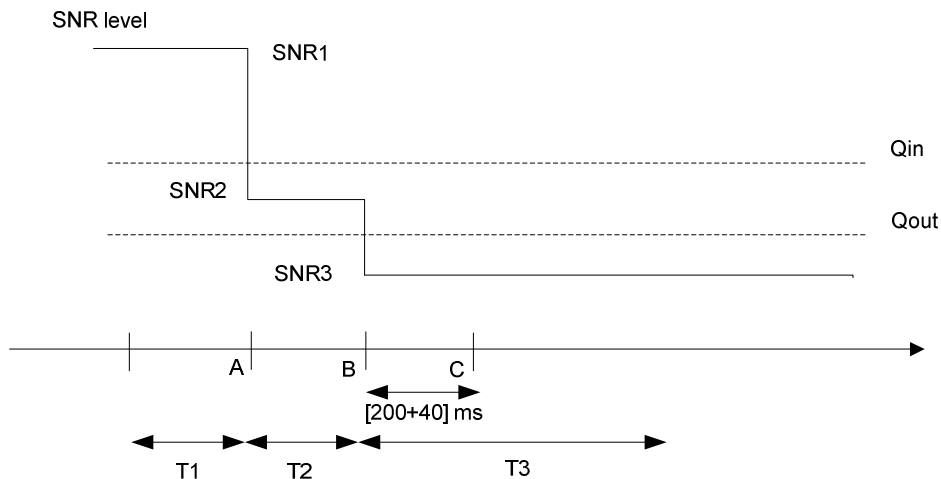 SNR level
SNR1
Qin
SNR2
Qout
SNR3
A
B
C
[200+40] ms
T1
T2
T3